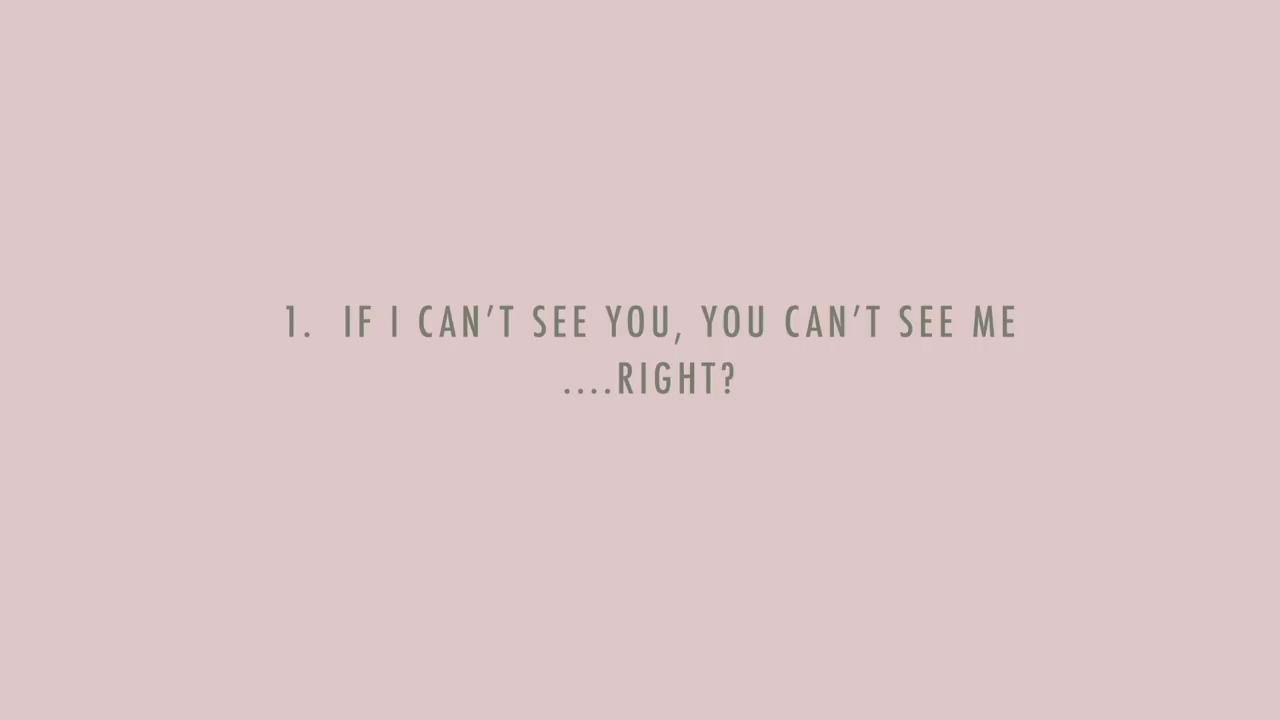 1. IF I CAN’T SEE YOU, YOU CAN’T SEE ME
....RIGHT?